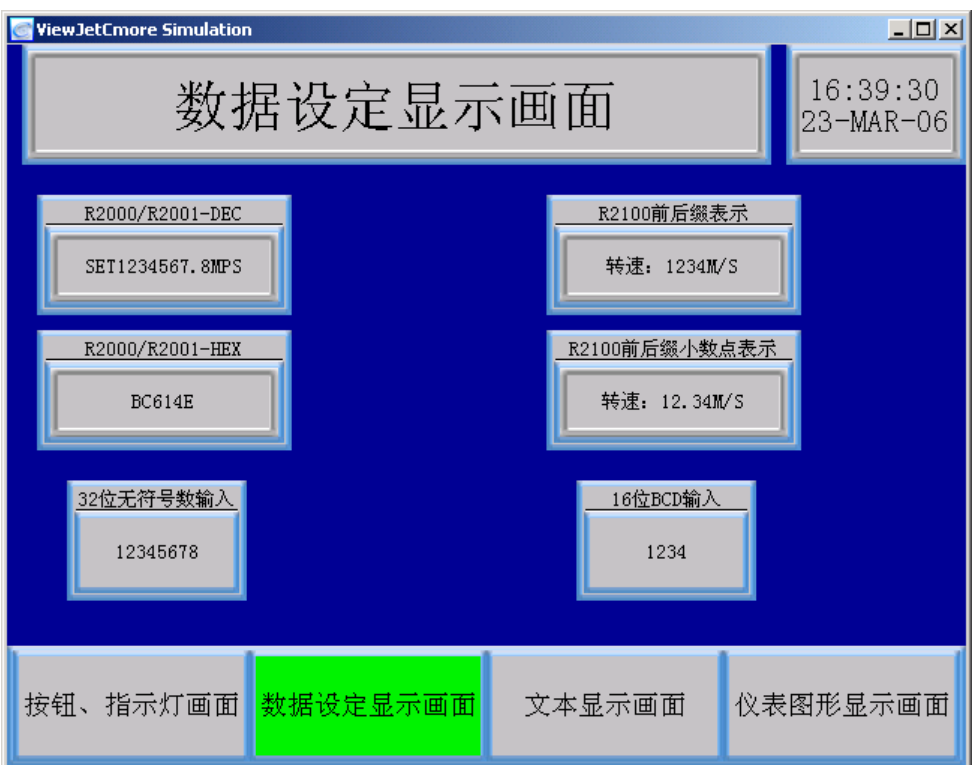 ViewJetCmore Simulation
数据设定显示画面
16:39:30
23-MAR-06
R2000/R2001-DEC
SET1234567.8MPS
R2100前后缀表示
转速: 1234M/S
R2000/R2001-HEX
BC614E
R2100前后缀小数点表示
转速: 12.34M/S
32位无符号数输入
12345678
16位BCD输入
1234
按钮、指示灯画面
数据设定显示画面
文本显示画面
仪表图形显示画面